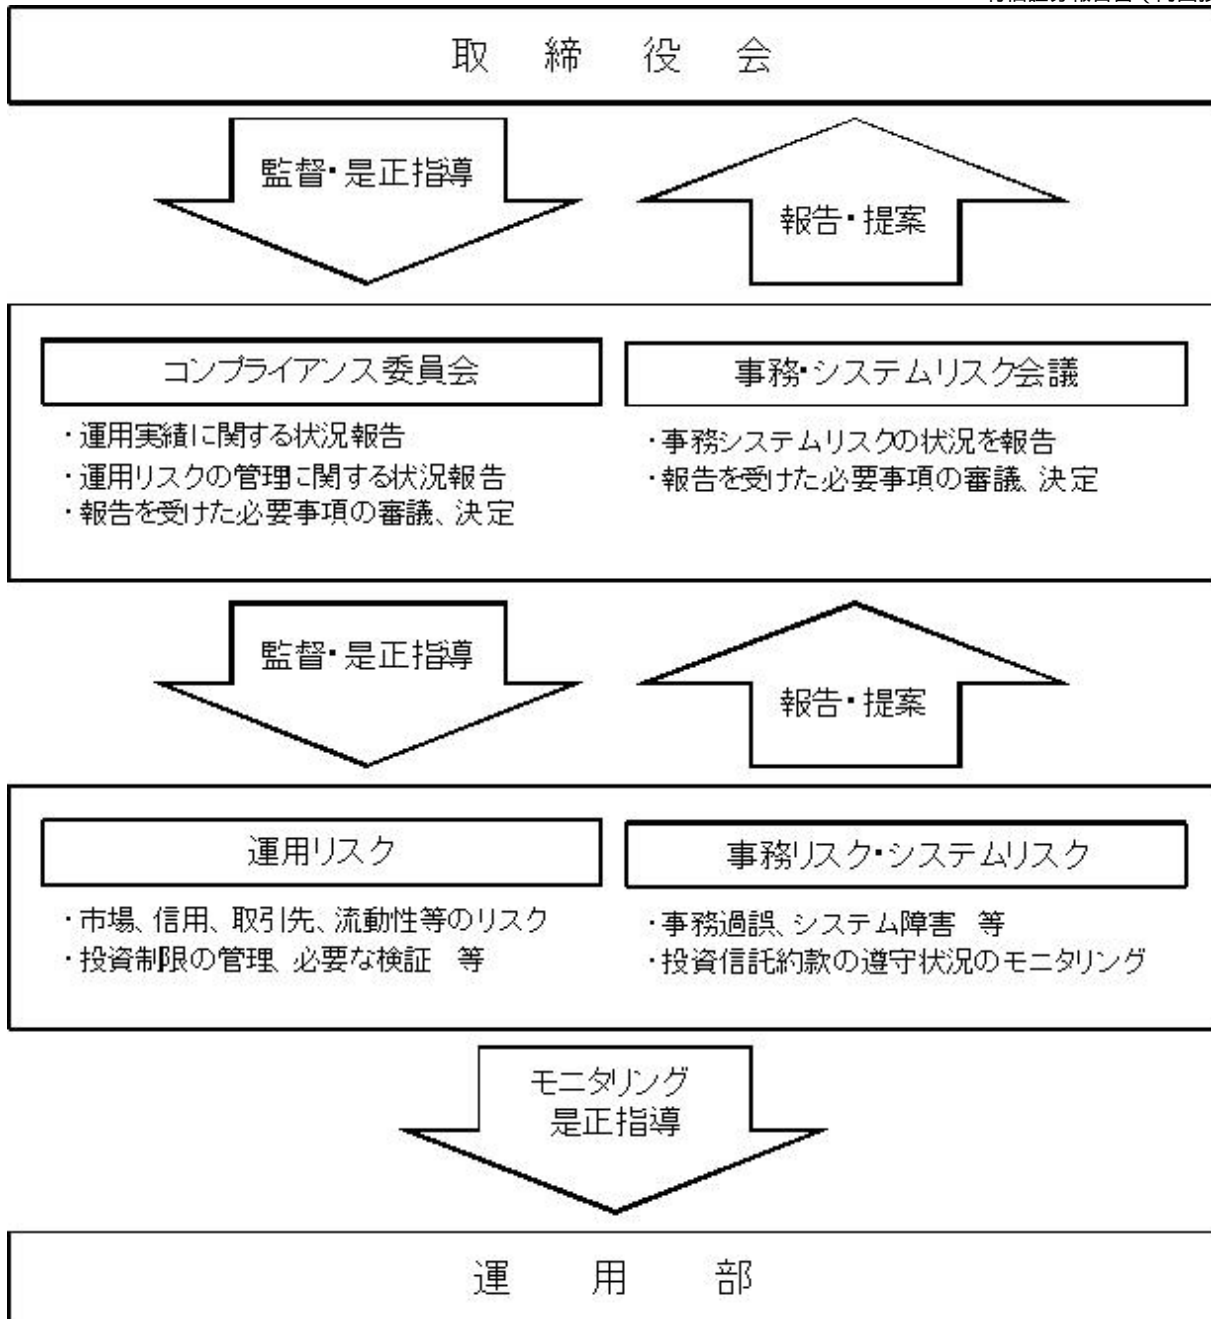 取締役会
監督・是正指導
報告・提案
コンプライアンス委員会
・運用実績に関する状況報告
・運用リスクの管理に関する状況報告
・報告を受けた必要事項の審議、決定
事務・システムリスク会議
・事務システムリスクの状況を報告
・報告を受けた必要事項の審議、決定
監督・是正指導
報告・提案
運用リスク
・市場、信用、取引先、流動性等のリスク
・投資制限の管理、必要な検証　等
事務リスク・システムリスク
・事務過誤、システム障害　等
・投資信託約款の遵守状況のモニタリング
モニタリング
是正指導
運用部